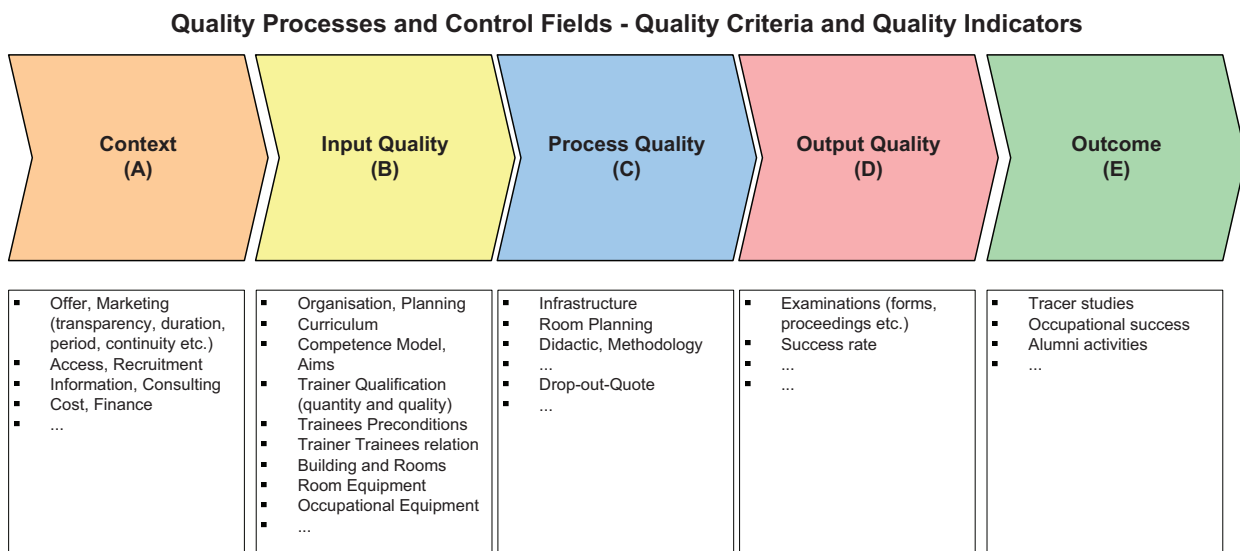 Quality Processes and Control Fields - Quality Criteria and Quality Indicators
Context
(A)
Input Quality
(B)
Process Quality
(C)
Output Quality
(D)
Outcome
(E)
▪ Offer, Marketing
(transparency, duration,
period, continuity etc.)
▪ Access, Recruitment
▪ Information, Consulting
▪ Cost, Finance
▪ ...
▪ Organisation, Planning
▪ Curriculum
▪ Competence Model,
Aims
▪ Trainer Qualification
(quantity and quality)
▪ Trainees Preconditions
▪ Trainer Trainees relation
▪ Building and Rooms
▪ Room Equipment
▪ Occupational Equipment
▪ ...
▪ Infrastructure
▪ Room Planning
▪ Didactic, Methodology
▪ ...
▪ Drop-out-Quote
▪ ...
▪ Examinations (forms,
proceedings etc.)
▪ Success rate
▪ ...
▪ ...
▪ Tracer studies
▪ Occupational success
▪ Alumni activities
▪ ...